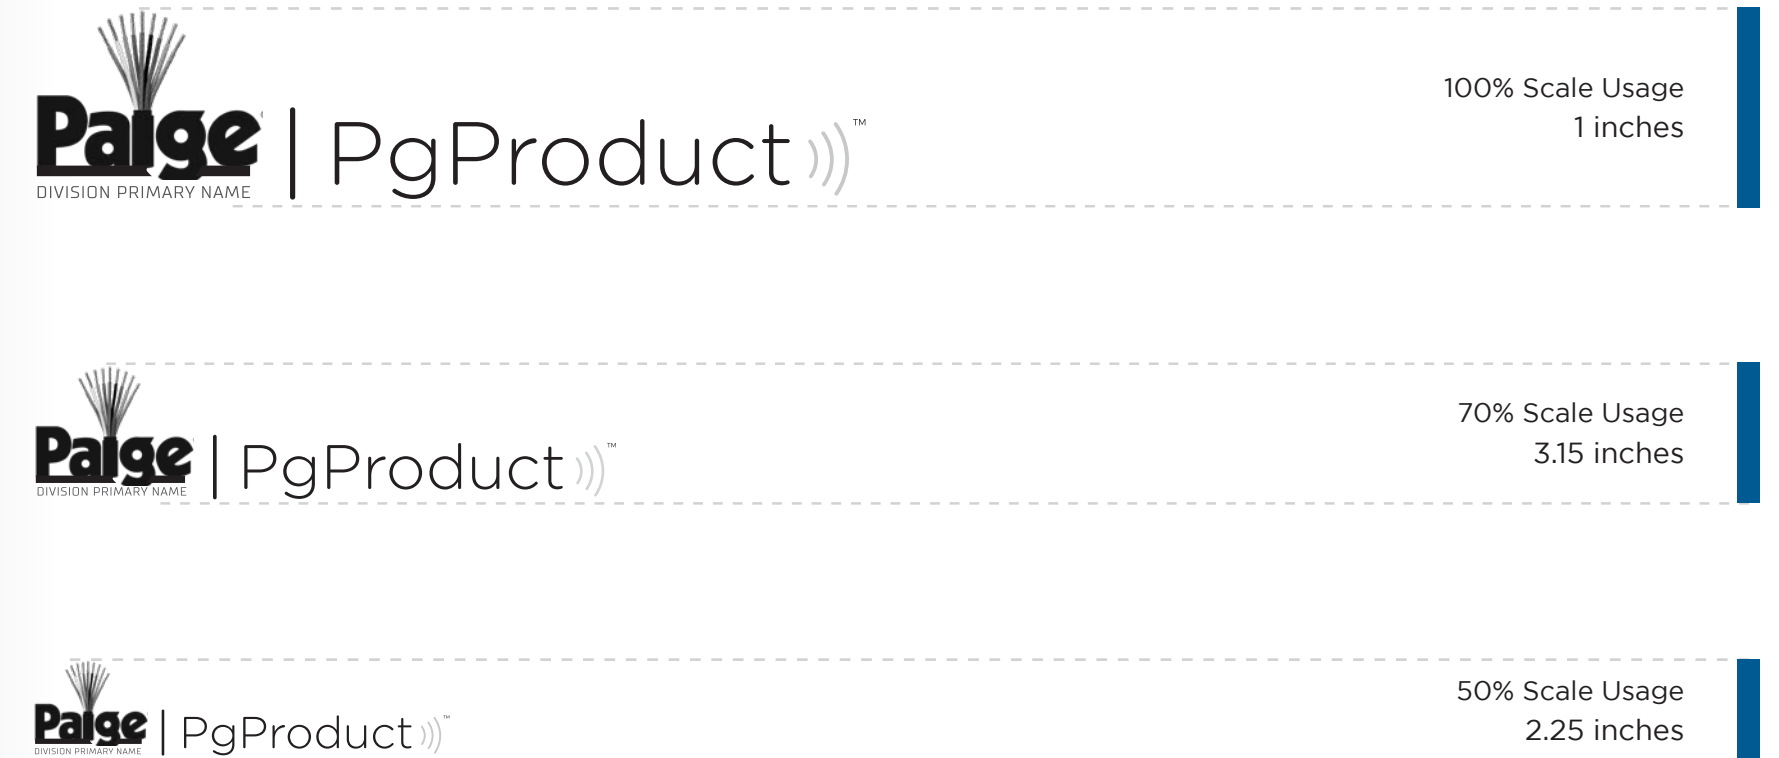 Paige | PgProduct ™
DIVISION PRIMARY NAME
100% Scale Usage
1 inches
Paige | PgProduct ™
DIVISION PRIMARY NAME
70% Scale Usage
3.15 inches
Paige | PgProduct ™
DIVISION PRIMARY NAME
50% Scale Usage
2.25 inches